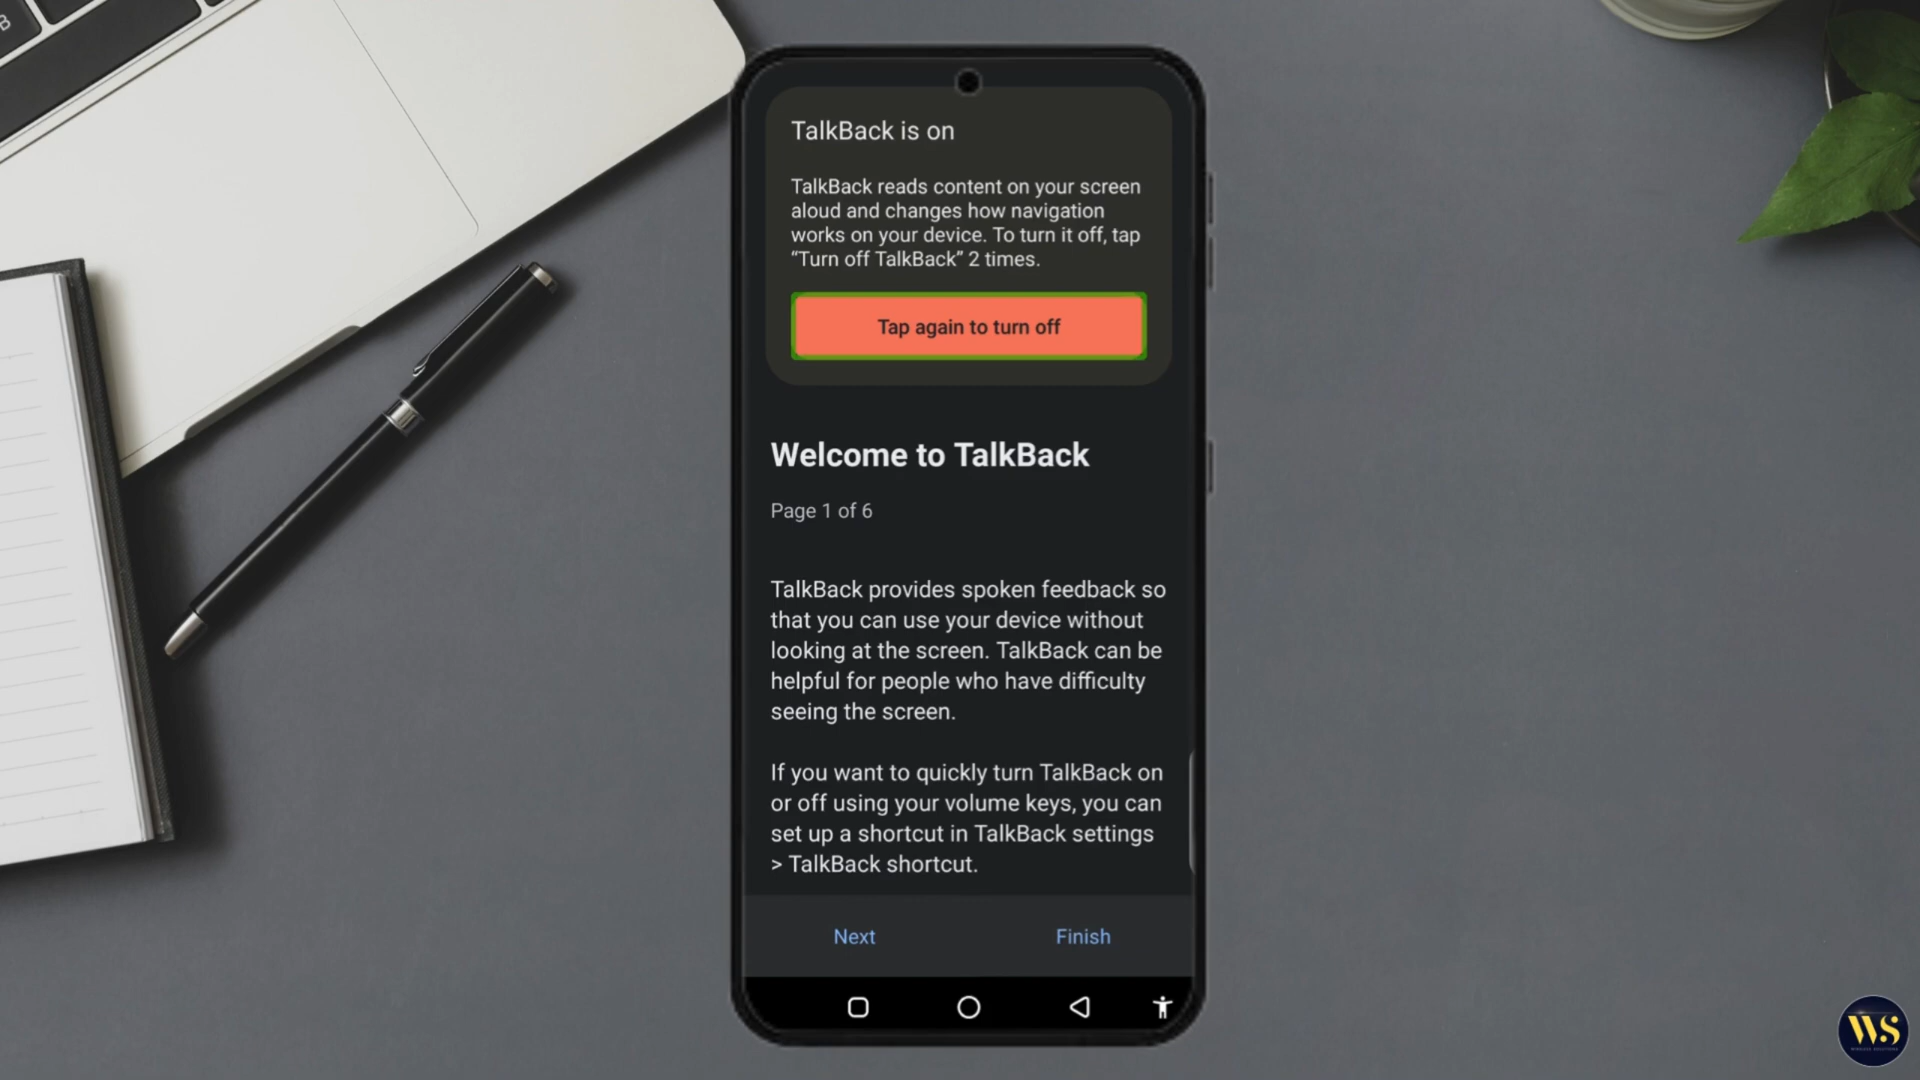 TalkBack is on
TalkBack reads content on your screen
aloud and changes how navigation
works on your device. To turn it off, tap
“Turn off TalkBack” 2 times.
Tap again to turn off
Welcome to TalkBack
Page 1 of 6
TalkBack provides spoken feedback so
that you can use your device without
looking at the screen. TalkBack can be
helpful for people who have difficulty
seeing the screen.
If you want to quickly turn TalkBack on
or off using your volume keys, you can
set up a shortcut in TalkBack settings
> TalkBack shortcut.
Next
Finish
B
WS